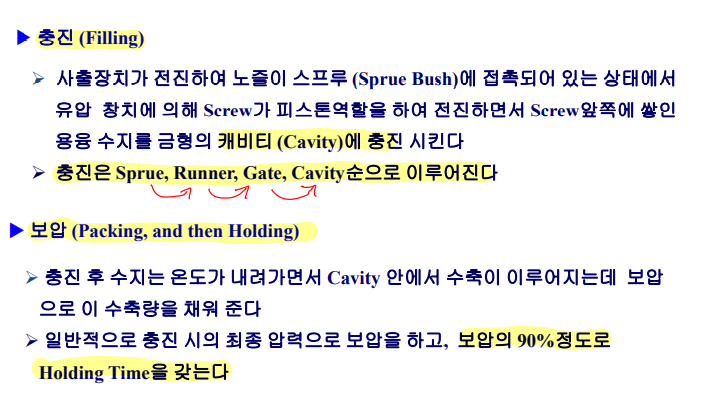 ▶ 충진 (Filling)
➢ 사출장치가 전진하여 노즐이 스프루 (Sprue Bush)에 접촉되어 있는 상태에서
유압 창치에 의해 Screw가 피스톤역할을 하여 전진하면서 Screw앞쪽에 쌓인
용융 수지를 금형의 캐비티 (Cavity)에 충진 시킨다
➢ 충진은 Sprue, Runner, Gate, Cavity순으로 이루어진다
▶ 보압 (Packing, and then Holding)
➢ 충진 후 수지는 온도가 내려가면서 Cavity 안에서 수축이 이루어지는데 보압
으로 이 수축량을 채워 준다
➢ 일반적으로 충진 시의 최종 압력으로 보압을 하고, 보압의 90%정도로
Holding Time을 갖는다